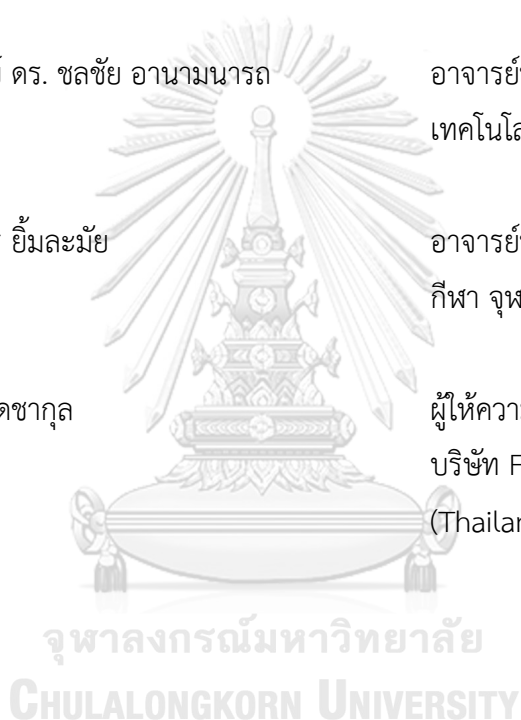 ดร. ชลชัย อานามนารถ
อาจารย์
เทคโนโล
ยิ้มละมัย
อาจารย์
กีฬา จุฬ
ดชากุล
ผู้ให้ควา
บริษัท F
(Thailan
จุฬาลงกรณ์มหาวิทยาลัย
CHULALONGKORN UNIVERSITY